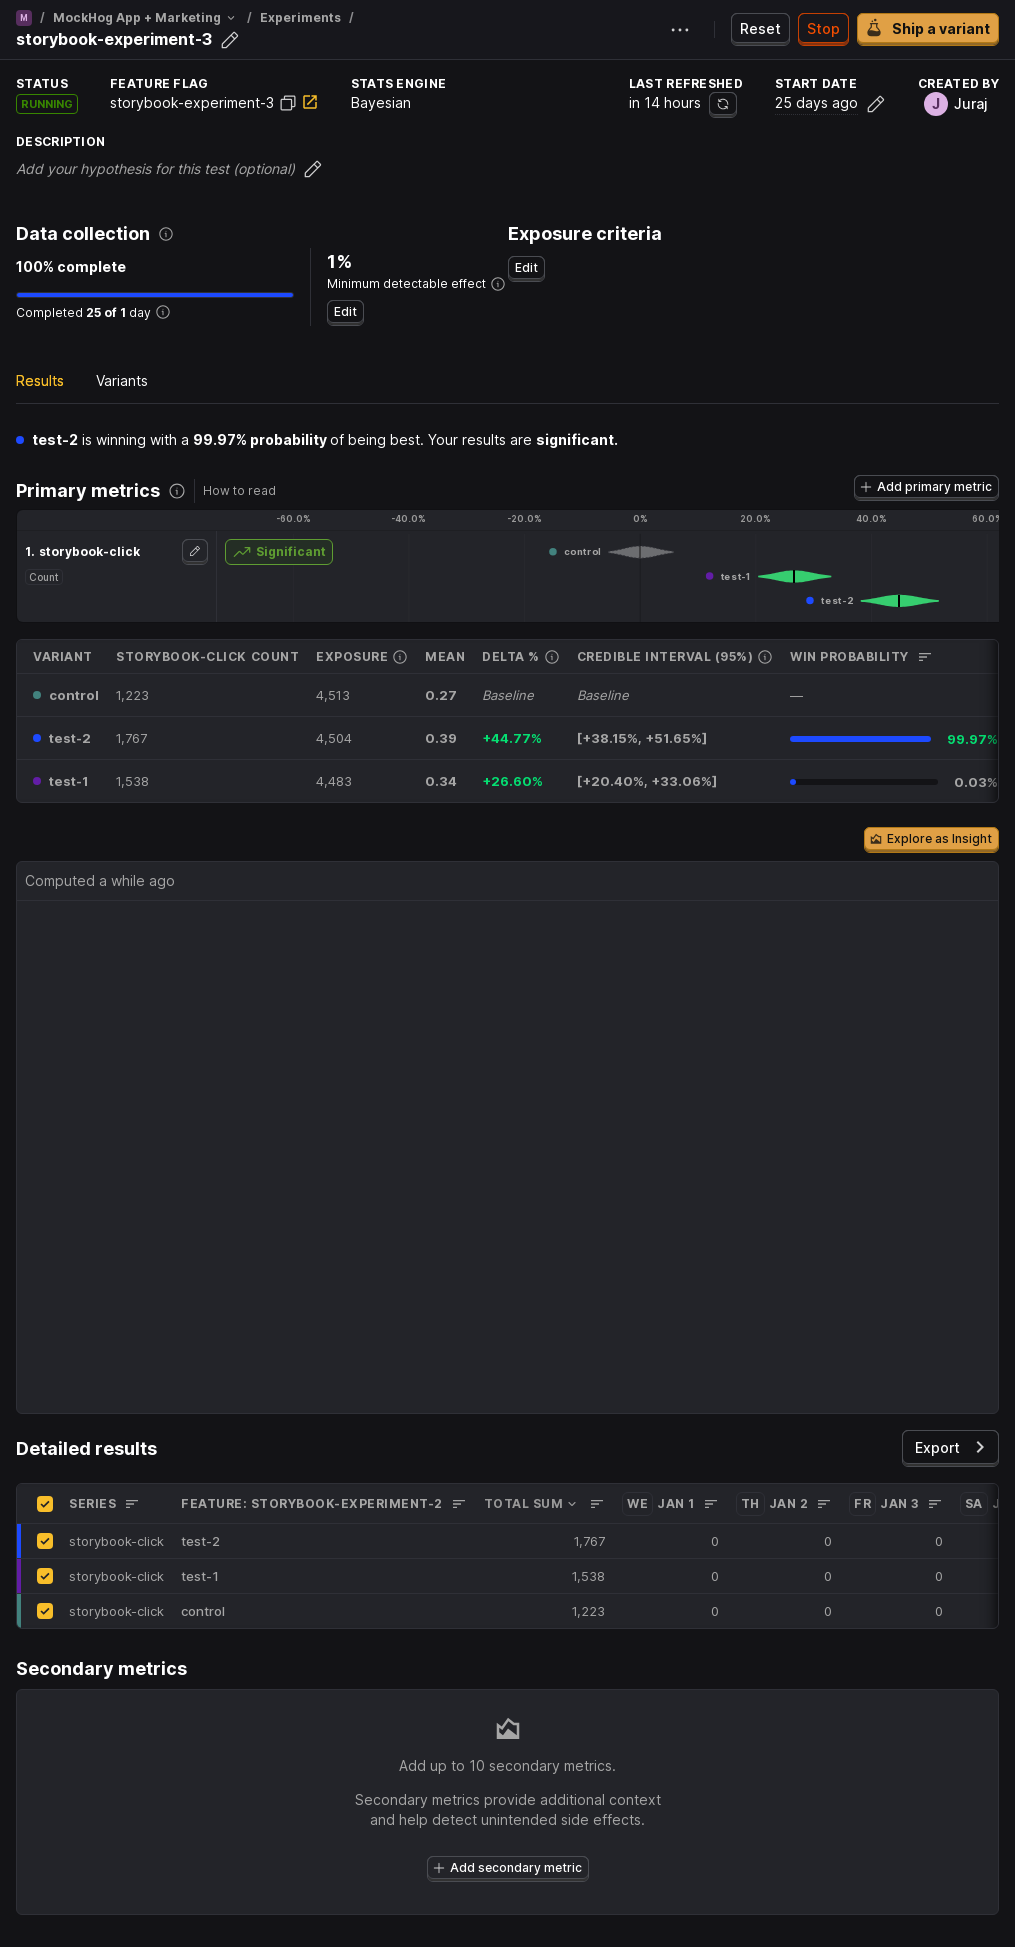 M / MockHog App + Marketing / Experiments /
storybook-experiment-3
Reset
Stop
Ship a variant
STATUS
RUNNING
FEATURE FLAG
storybook-experiment-3
STATS ENGINE
Bayesian
LAST REFRESHED
in 14 hours
START DATE
25 days ago
CREATED BY
J Juraj
DESCRIPTION
Add your hypothesis for this test (optional)
Data collection
100% complete
Completed 25 of 1 day
1%
Minimum detectable effect
Edit
Exposure criteria
Edit
Results
Variants
test-2 is winning with a 99.97% probability of being best. Your results are significant.
Primary metrics
How to read
Add primary metric
-60.0% -40.0% -20.0% 0% 20.0% 40.0% 60.0%
1. storybook-click
Count
Significant
control
test-1
test-2
VARIANT STORYBOOK-CLICK COUNT EXPOSURE MEAN DELTA % CREDIBLE INTERVAL (95%) WIN PROBABILITY
control 1,223 4,513 0.27 Baseline Baseline —
test-2 1,767 4,504 0.39 +44.77% [+38.15%, +51.65%] 99.97%
test-1 1,538 4,483 0.34 +26.60% [+20.40%, +33.06%] 0.03%
Explore as Insight
Computed a while ago
Detailed results
Export
SERIES FEATURE: STORYBOOK-EXPERIMENT-2 TOTAL SUM WE JAN 1 TH JAN 2 FR JAN 3 SA
storybook-click test-2 1,767 0 0 0
storybook-click test-1 1,538 0 0 0
storybook-click control 1,223 0 0 0
Secondary metrics
Add up to 10 secondary metrics.
Secondary metrics provide additional context
and help detect unintended side effects.
Add secondary metric